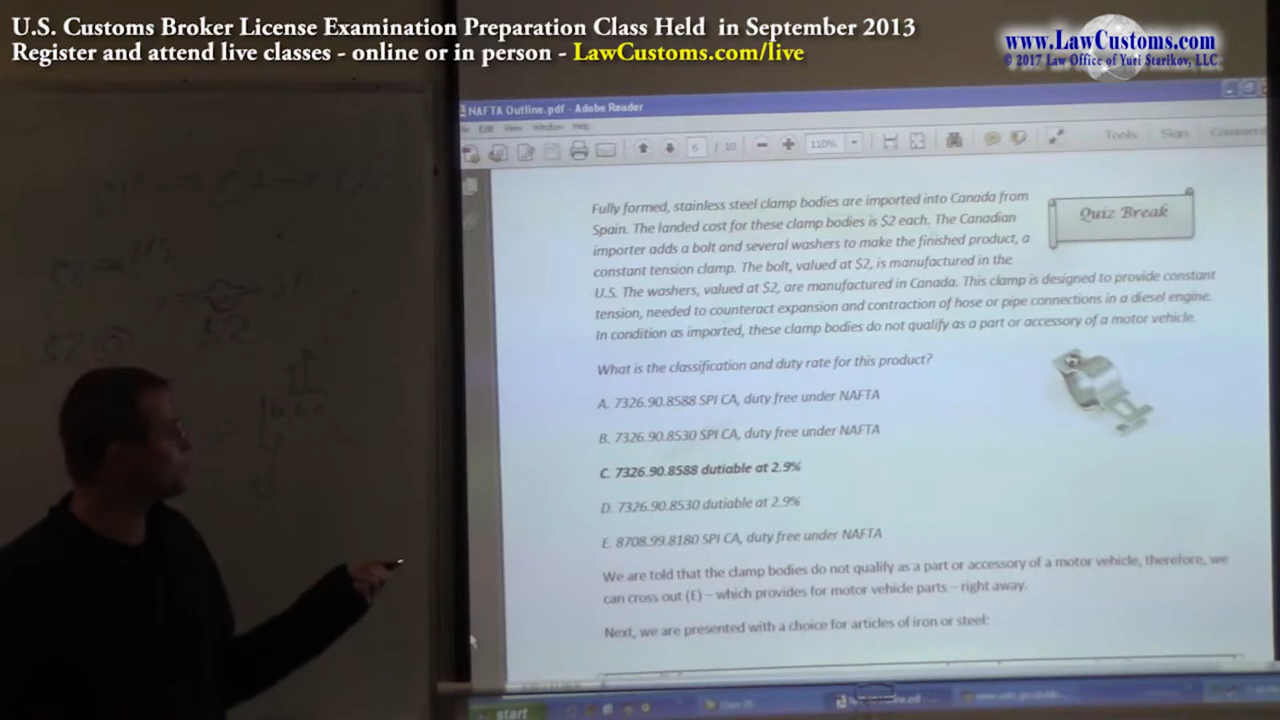 U.S. Customs Broker License Examination Preparation Class Held in September 2013
Register and attend live classes - online or in person - LawCustoms.com/live
www.LawCustoms.com
© 2017 Law Office of Yuri Starikov, LLC
NAFTA Outline.pdf - Adobe Reader
Edit View Window Help
6 / 10 110% Tools Sign Comment
Quiz Break
Fully formed, stainless steel clamp bodies are imported into Canada from
Spain. The landed cost for these clamp bodies is $2 each. The Canadian
importer adds a bolt and several washers to make the finished product, a
constant tension clamp. The bolt, valued at $2, is manufactured in the
U.S. The washers, valued at $2, are manufactured in Canada. This clamp is designed to provide constant
tension, needed to counteract expansion and contraction of hose or pipe connections in a diesel engine.
In condition as imported, these clamp bodies do not qualify as a part or accessory of a motor vehicle.
What is the classification and duty rate for this product?
A. 7326.90.8588 SPI CA, duty free under NAFTA
B. 7326.90.8530 SPI CA, duty free under NAFTA
C. 7326.90.8588 dutiable at 2.9%
D. 7326.90.8530 dutiable at 2.9%
E. 8708.99.8180 SPI CA, duty free under NAFTA
We are told that the clamp bodies do not qualify as a part or accessory of a motor vehicle, therefore, we
can cross out (E) – which provides for motor vehicle parts – right away.
Next, we are presented with a choice for articles of iron or steel:
start